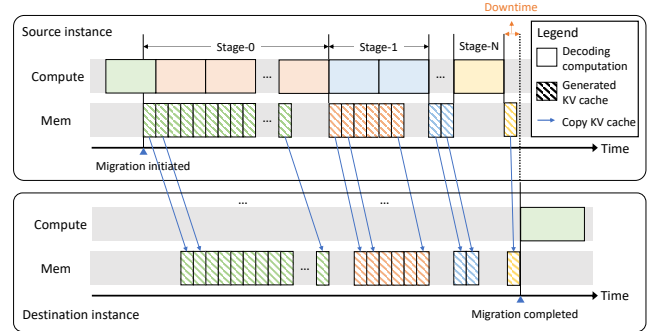 Downtime
Source instance
Stage-0
Stage-1
Stage-N
Legend
Decoding
computation
Generated
KV cache
Copy KV cache
Compute
...
...
Mem
...
Time
Migration initiated
...
...
Compute
Mem
...
Time
Destination instance
Migration completed